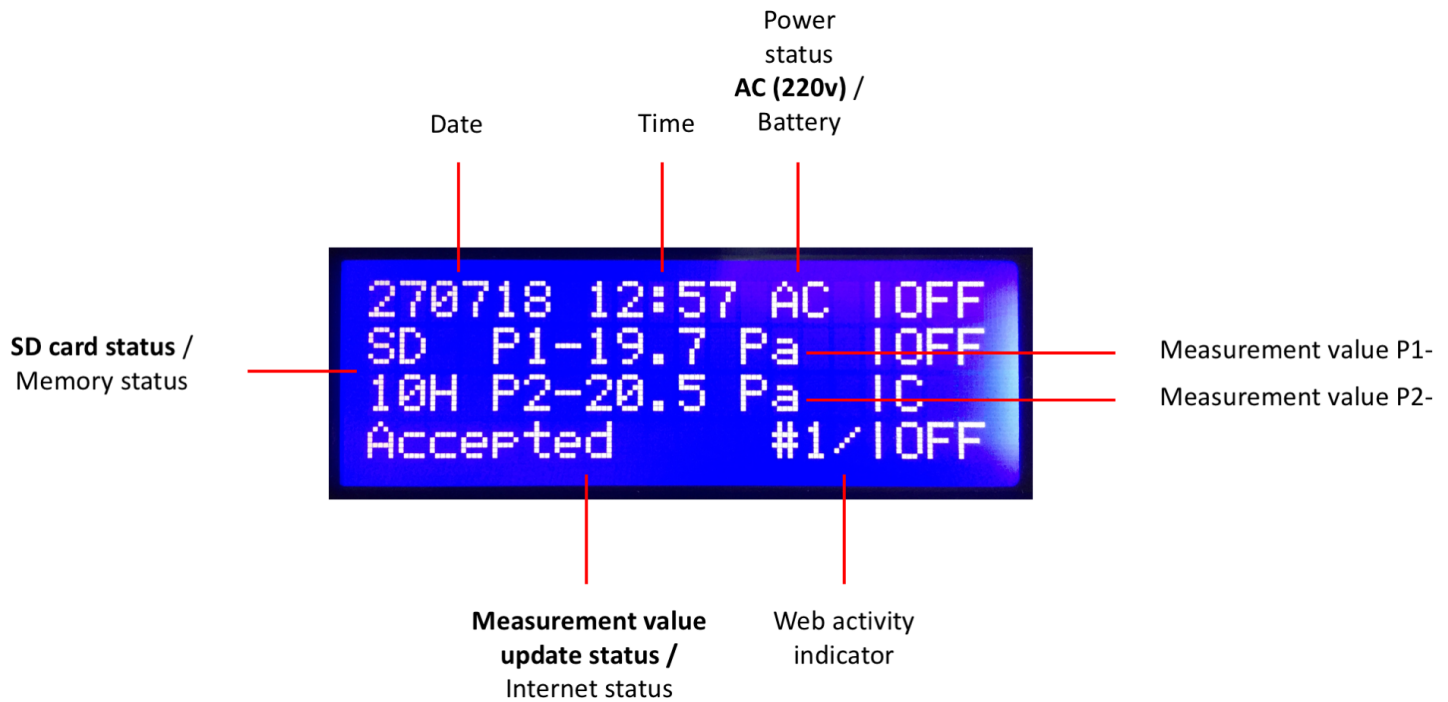 Power
status
AC (220v) /
Battery
Date
Time
270718 12:57 AC |OFF
SD P1-19.7 Pa |OFF
10H P2-20.5 Pa |C
Accepted #1/|OFF
SD card status /
Memory status
Measurement value P1-
Measurement value P2-
Measurement value
update status /
Internet status
Web activity
indicator